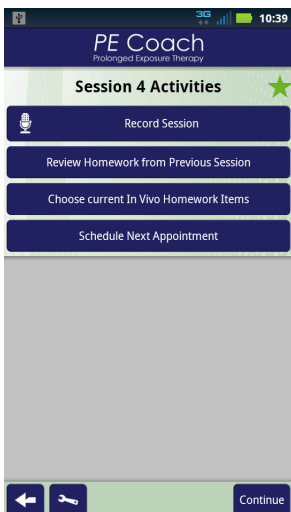 3G
10:39
PE Coach
Prolonged Exposure Therapy
Session 4 Activities
Record Session
Review Homework from Previous Session
Choose current In Vivo Homework Items
Schedule Next Appointment
Continue